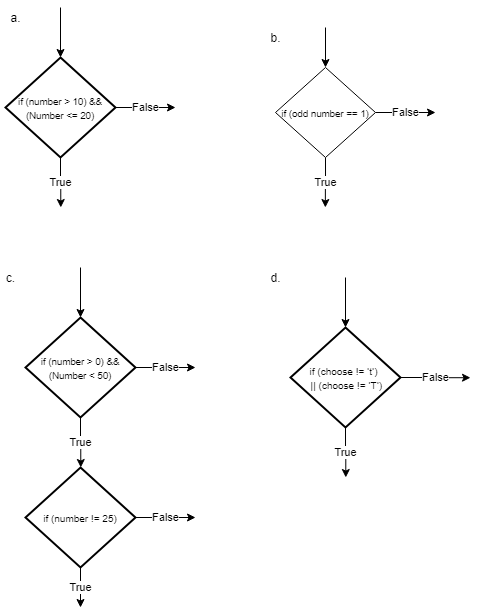 a.
if (number > 10) &&
(Number <= 20)
False
True
b.
if (odd number == 1)
False
True
c.
if (number > 0) &&
(Number < 50)
False
True
if (number != 25)
False
True
d.
if (choose != 't')
|| (choose != 'T')
False
True